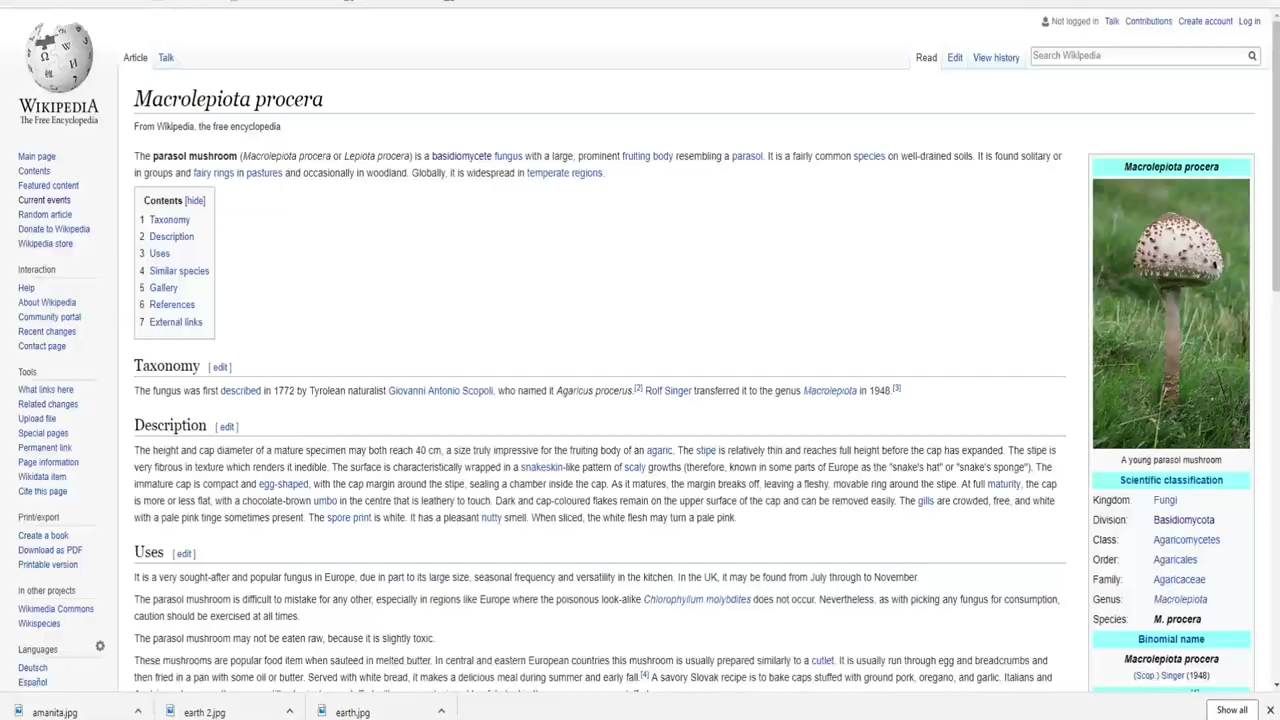 Not logged in Talk Contributions Create account Log in
Article Talk
Read Edit View history Search Wikipedia
WIKIPEDIA
The Free Encyclopedia
Main page
Contents
Featured content
Current events
Random article
Donate to Wikipedia
Wikipedia store
Interaction
Help
About Wikipedia
Community portal
Recent changes
Contact page
Tools
What links here
Related changes
Upload file
Special pages
Permanent link
Page information
Wikidata item
Cite this page
Print/export
Create a book
Download as PDF
Printable version
In other projects
Wikimedia Commons
Wikispecies
Languages
Deutsch
Español
Macrolepiota procera
From Wikipedia, the free encyclopedia
The parasol mushroom (Macrolepiota procera or Lepiota procera) is a basidiomycete fungus with a large, prominent fruiting body resembling a parasol. It is a fairly common species on well-drained soils. It is found solitary or
in groups and fairy rings in pastures and occasionally in woodland. Globally, it is widespread in temperate regions.
Contents [hide]
1 Taxonomy
2 Description
3 Uses
4 Similar species
5 Gallery
6 References
7 External links
Taxonomy [ edit ]
The fungus was first described in 1772 by Tyrolean naturalist Giovanni Antonio Scopoli, who named it Agaricus procerus.[2] Rolf Singer transferred it to the genus Macrolepiota in 1948.[3]
Description [ edit ]
The height and cap diameter of a mature specimen may both reach 40 cm, a size truly impressive for the fruiting body of an agaric. The stipe is relatively thin and reaches full height before the cap has expanded. The stipe is
very fibrous in texture which renders it inedible. The surface is characteristically wrapped in a snakeskin-like pattern of scaly growths (therefore, known in some parts of Europe as the "snake's hat" or "snake's sponge"). The
immature cap is compact and egg-shaped, with the cap margin around the stipe, sealing a chamber inside the cap. As it matures, the margin breaks off, leaving a fleshy, movable ring around the stipe. At full maturity, the cap
is more or less flat, with a chocolate-brown umbo in the centre that is leathery to touch. Dark and cap-coloured flakes remain on the upper surface of the cap and can be removed easily. The gills are crowded, free, and white
with a pale pink tinge sometimes present. The spore print is white. It has a pleasant nutty smell. When sliced, the white flesh may turn a pale pink.
Uses [ edit ]
It is a very sought-after and popular fungus in Europe, due in part to its large size, seasonal frequency and versatility in the kitchen. In the UK, it may be found from July through to November.
The parasol mushroom is difficult to mistake for any other, especially in regions like Europe where the poisonous look-alike Chlorophyllum molybdites does not occur. Nevertheless, as with picking any fungus for consumption,
caution should be exercised at all times.
The parasol mushroom may not be eaten raw, because it is slightly toxic.
These mushrooms are popular food item when sauteed in melted butter. In central and eastern European countries this mushroom is usually prepared similarly to a cutlet. It is usually run through egg and breadcrumbs and
then fried in a pan with some oil or butter. Served with white bread, it makes a delicious meal during summer and early fall.[4] A savory Slovak recipe is to bake caps stuffed with ground pork, oregano, and garlic. Italians and
Macrolepiota procera
A young parasol mushroom
Scientific classification
Kingdom: Fungi
Division: Basidiomycota
Class: Agaricomycetes
Order: Agaricales
Family: Agaricaceae
Genus: Macrolepiota
Species: M. procera
Binomial name
Macrolepiota procera
(Scop.) Singer (1948)
amanita.jpg earth 2.jpg earth.jpg Show all